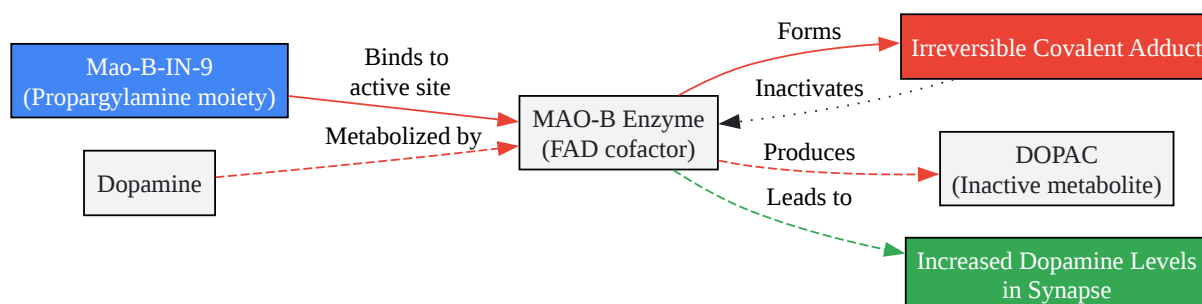 Mao-B-IN-9
(Propargylamine moiety)
Dopamine
Binds to
active site
Metabolized by
MAO-B Enzyme
(FAD cofactor)
Forms
Inactivates
Produces
Leads to
Irreversible Covalent Adduct
DOPAC
(Inactive metabolite)
Increased Dopamine Levels
in Synapse